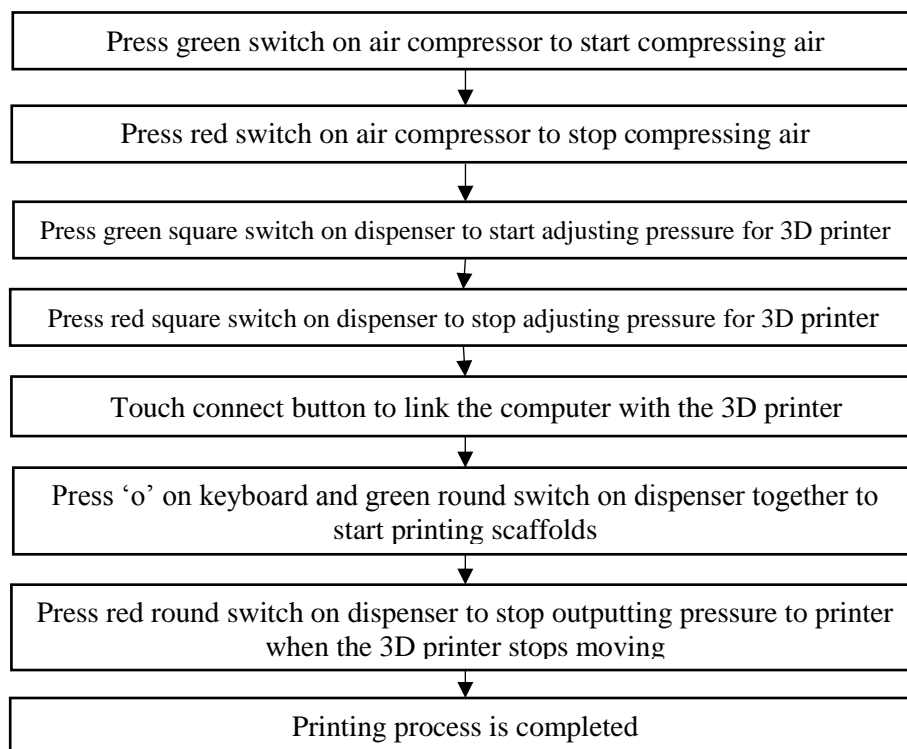 Press green switch on air compressor to start compressing air
Press red switch on air compressor to stop compressing air
Press green square switch on dispenser to start adjusting pressure for 3D printer
Press red square switch on dispenser to stop adjusting pressure for 3D printer
Touch connect button to link the computer with the 3D printer
Press ‘o’ on keyboard and green round switch on dispenser together to
start printing scaffolds
Press red round switch on dispenser to stop outputting pressure to printer
when the 3D printer stops moving
Printing process is completed